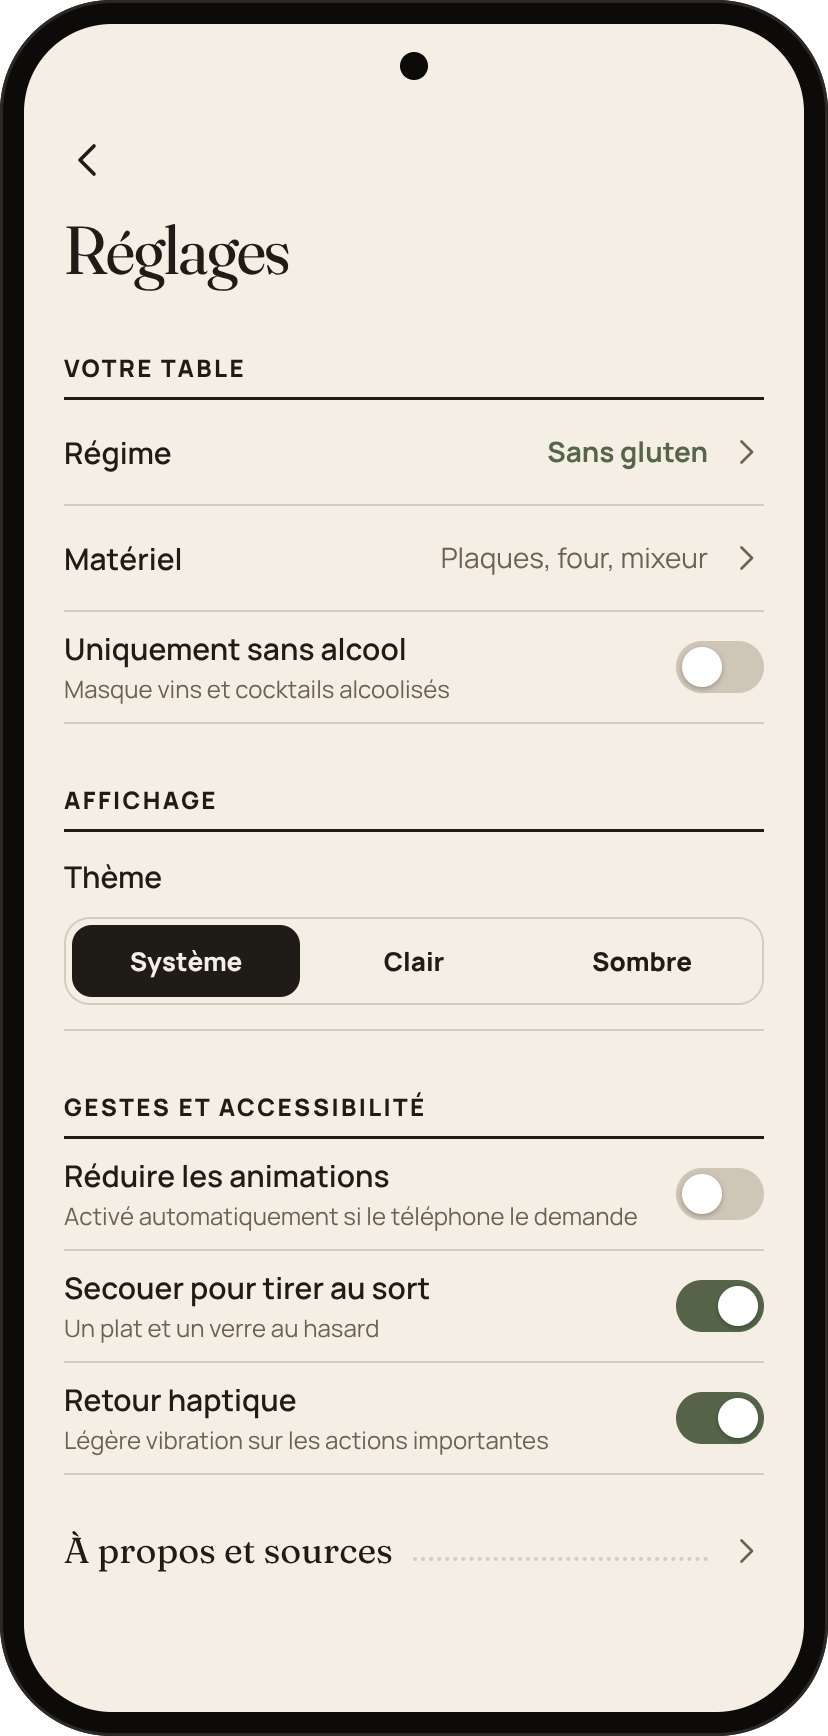 Réglages
VOTRE TABLE
Régime Sans gluten
Matériel Plaques, four, mixeur
Uniquement sans alcool
Masque vins et cocktails alcoolisés
AFFICHAGE
Thème
Système Clair Sombre
GESTES ET ACCESSIBILITÉ
Réduire les animations
Activé automatiquement si le téléphone le demande
Secouer pour tirer au sort
Un plat et un verre au hasard
Retour haptique
Légère vibration sur les actions importantes
À propos et sources